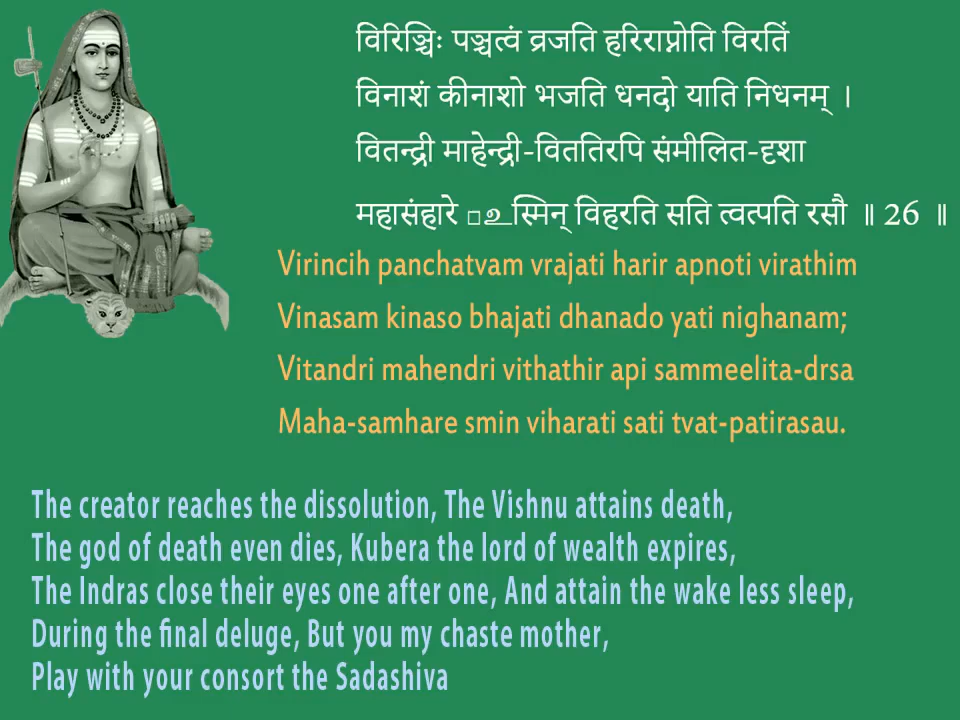 विरिञ्चिः पञ्चत्वं व्रजति हरिराप्नोति विरतिं
विनाशं कीनाशो भजति धनदो याति निधनम् ।
वितन्द्री माहेन्द्री-विततिरपि संमीलित-दृशा
महासंहारे □உस्मिन् विहरति सति त्वत्पति रसौ ॥ 26 ॥
Virincih panchatvam vrajati harir apnoti virathim
Vinasam kinaso bhajati dhanado yati nighanam;
Vitandri mahendri vithathir api sammeelita-drsa
Maha-samhare smin viharati sati tvat-patirasau.
The creator reaches the dissolution, The Vishnu attains death,
The god of death even dies, Kubera the lord of wealth expires,
The Indras close their eyes one after one, And attain the wake less sleep,
During the final deluge, But you my chaste mother,
Play with your consort the Sadashiva